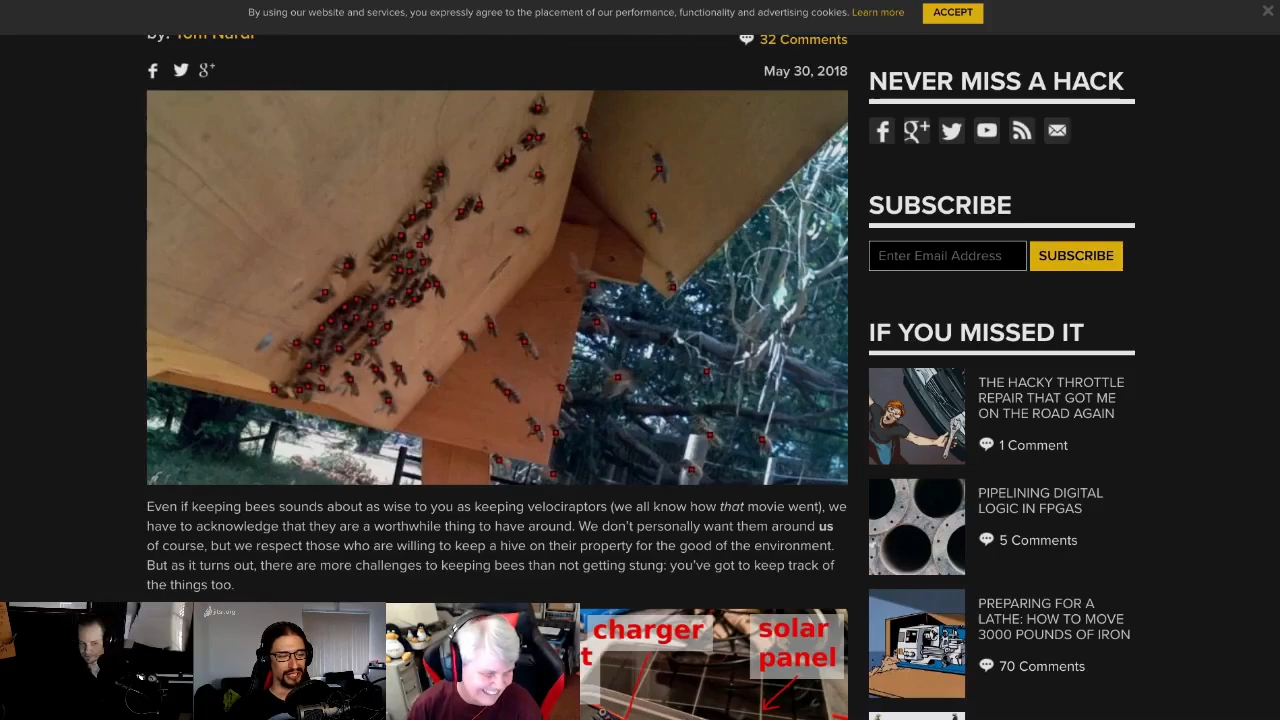 By using our website and services, you expressly agree to the placement of our performance, functionality and advertising cookies. Learn more
ACCEPT
by: Tom Nardi
32 Comments
May 30, 2018
Even if keeping bees sounds about as wise to you as keeping velociraptors (we all know how that movie went), we
have to acknowledge that they are a worthwhile thing to have around. We don't personally want them around us
of course, but we respect those who are willing to keep a hive on their property for the good of the environment.
But as it turns out, there are more challenges to keeping bees than not getting stung: you've got to keep track of
the things too.
jitsi.org
charger
t
solar
panel
NEVER MISS A HACK
SUBSCRIBE
Enter Email Address
SUBSCRIBE
IF YOU MISSED IT
THE HACKY THROTTLE
REPAIR THAT GOT ME
ON THE ROAD AGAIN
1 Comment
PIPELINING DIGITAL
LOGIC IN FPGAS
5 Comments
PREPARING FOR A
LATHE: HOW TO MOVE
3000 POUNDS OF IRON
70 Comments